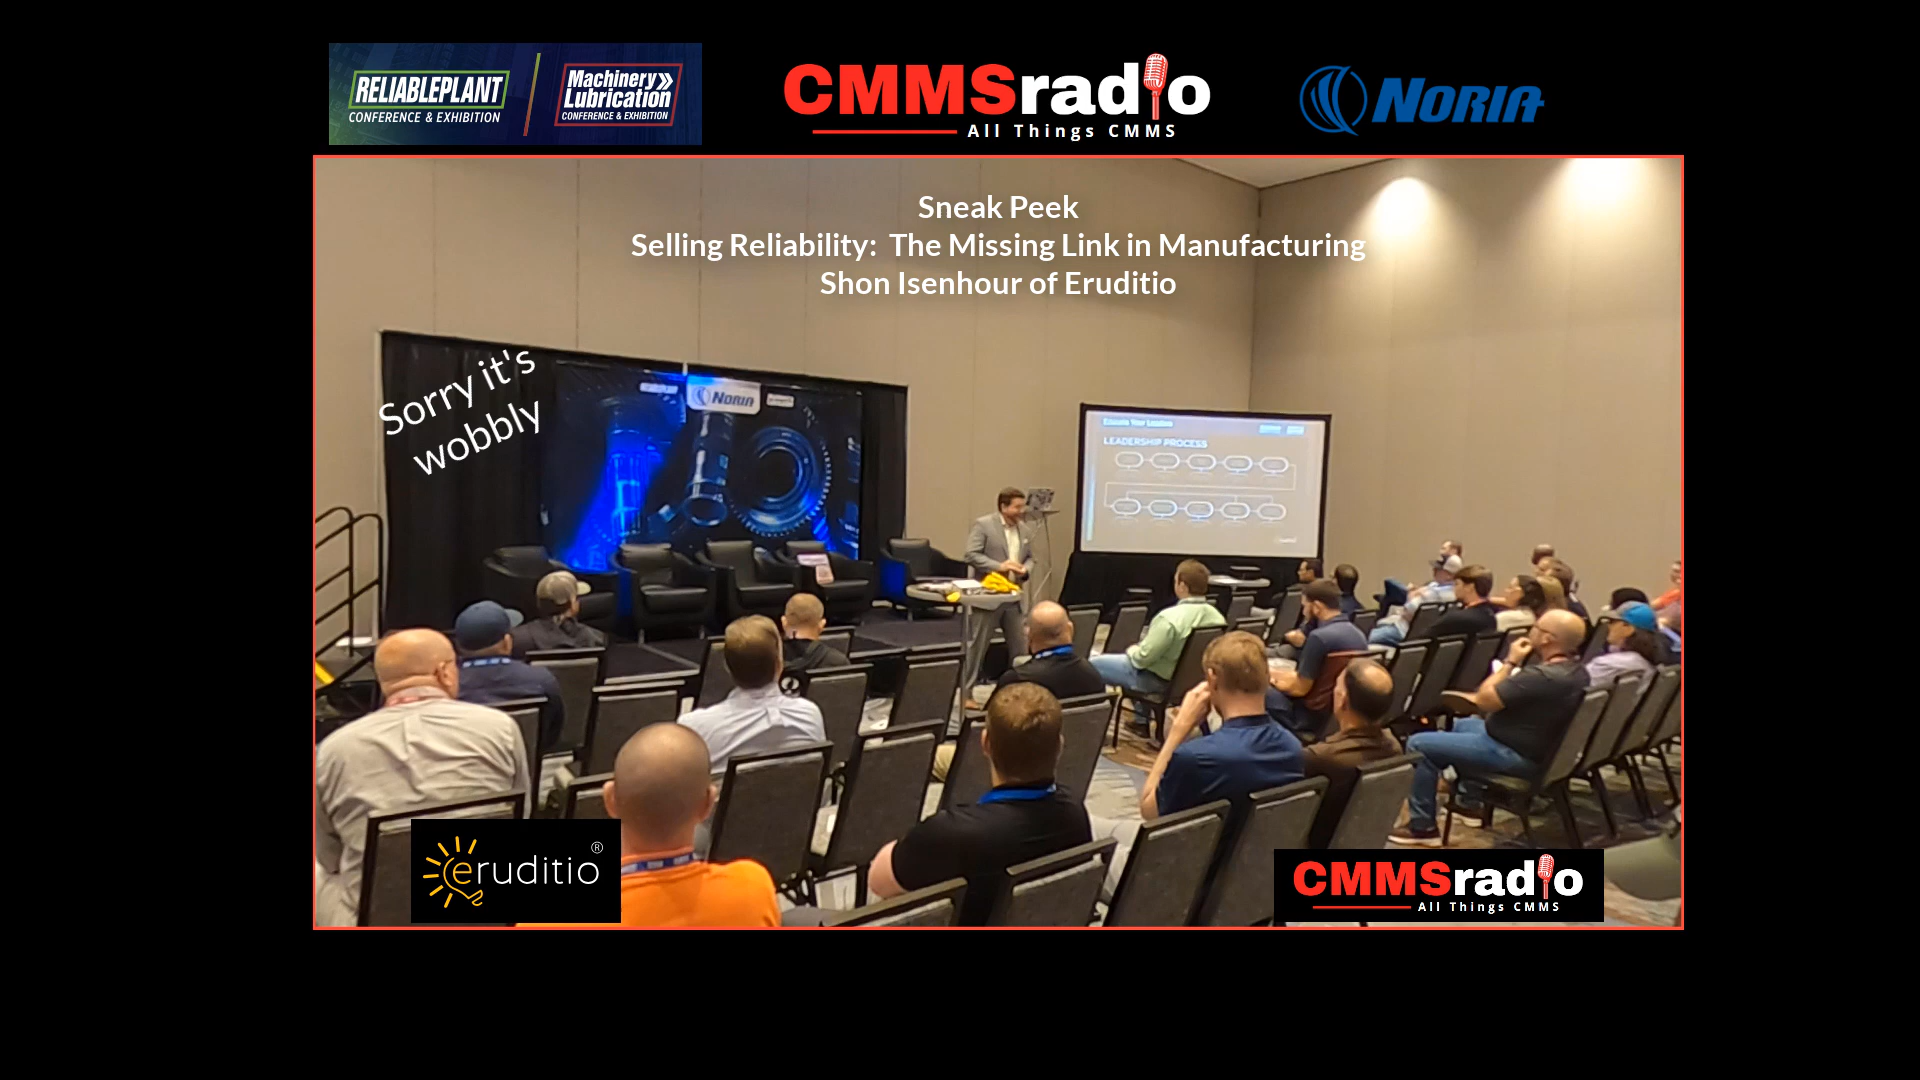 RELIABLEPLANT
CONFERENCE & EXHIBITION
Machinery
Lubrication
CONFERENCE & EXHIBITION
CMMSradio
All Things CMMS
NORIA
Sneak Peek
Selling Reliability: The Missing Link in Manufacturing
Shon Isenhour of Eruditio
Sorry it's
wobbly
NORIA
LEADERSHIP PROCESS
eruditio®
CMMSradio
All Things CMMS